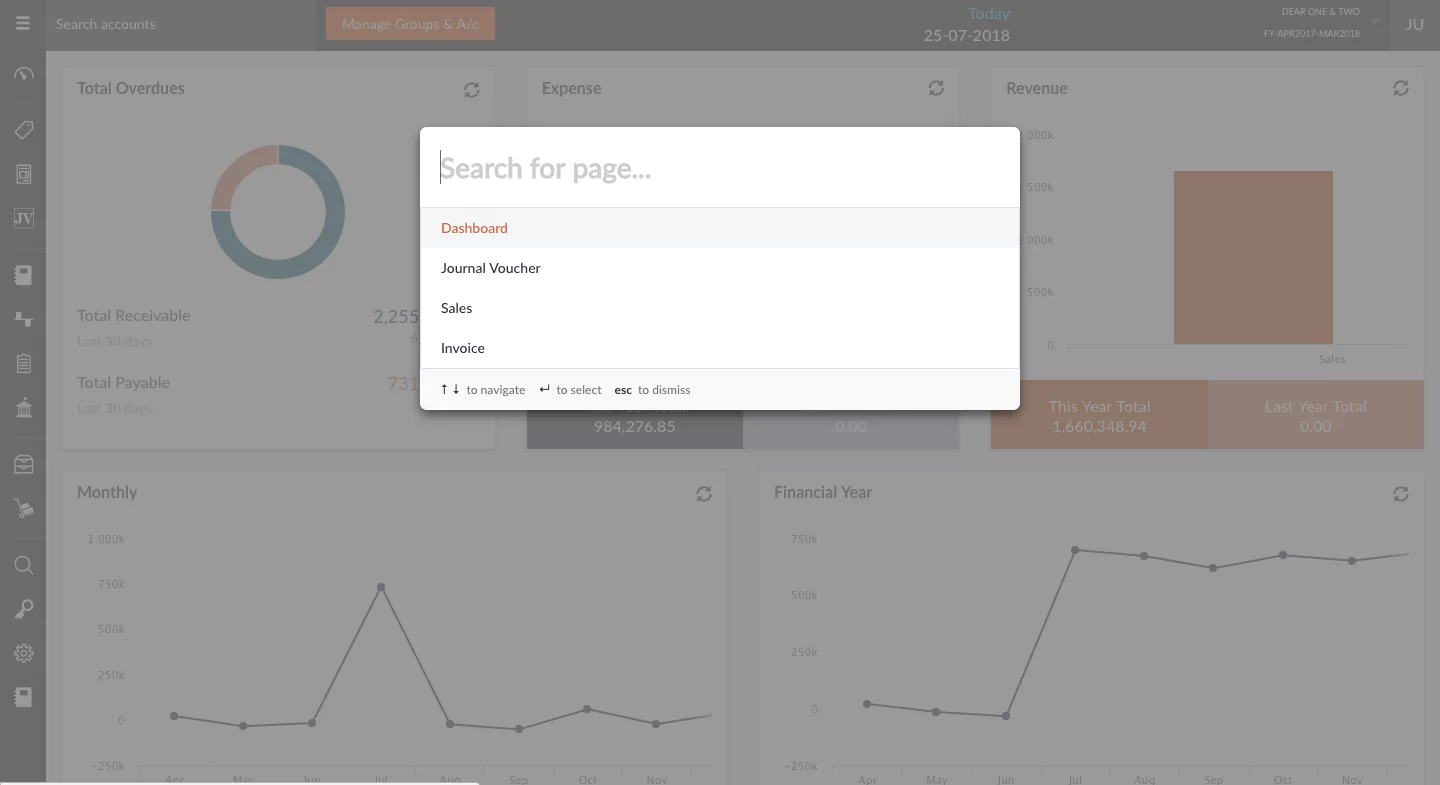 Search accounts
Manage Groups & A/c
Today
25-07-2018
DEAR ONE & TWO
FY-APR2017-MAR2018
JU
JV
Total Overdues
Total Receivable
2,255
Last 30 days
Total Payable
731
Last 30 days
Expense
984,276.85
0.00
Revenue
000k
500k
000k
500k
0
Sales
This Year Total
1,660,348.94
Last Year Total
0.00
Search for page...
Dashboard
Journal Voucher
Sales
Invoice
↑ ↓ to navigate ↵ to select esc to dismiss
Monthly
1 000k
750k
500k
250k
0
-250k
Apr May Jun Jul Aug Sep Oct Nov
Financial Year
750k
500k
250k
0
-250k
Apr May Jun Jul Aug Sep Oct Nov